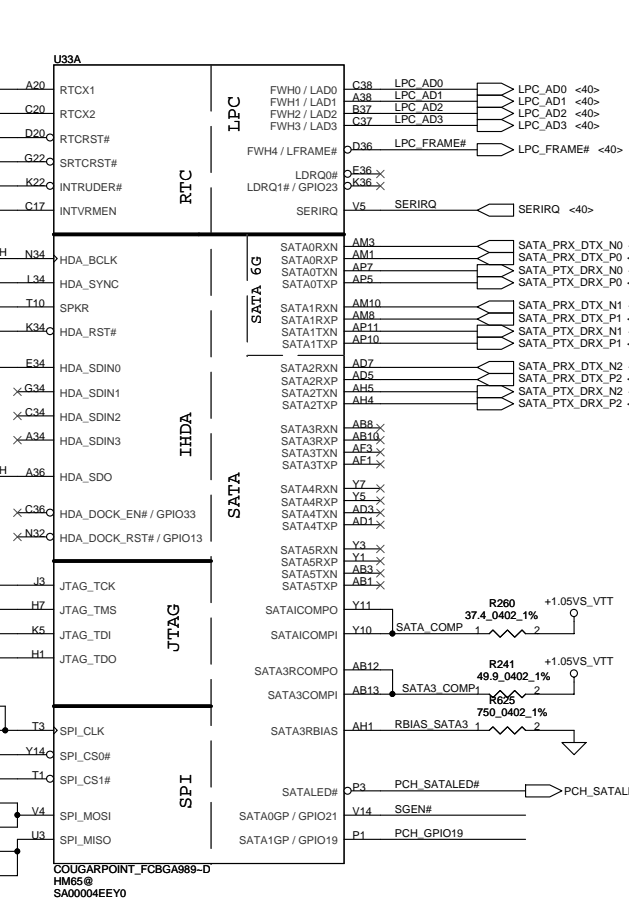 U33A
A20 RTCX1
C20 RTCX2
D20 RTCRST#
G22 SRTCRST#
K22 INTRUDER#
C17 INTVRMEN
RTC
LPC
FWH0 / LAD0 C38 LPC_AD0 LPC_AD0 <40>
FWH1 / LAD1 A38 LPC_AD1 LPC_AD1 <40>
FWH2 / LAD2 B37 LPC_AD2 LPC_AD2 <40>
FWH3 / LAD3 C37 LPC_AD3 LPC_AD3 <40>
FWH4 / LFRAME# D36 LPC_FRAME# LPC_FRAME# <40>
LDRQ0# E36
LDRQ1# / GPIO23 K36
SERIRQ V5 SERIRQ SERIRQ <40>
H N34 HDA_BCLK
L34 HDA_SYNC
T10 SPKR
K34 HDA_RST#
E34 HDA_SDIN0
G34 HDA_SDIN1
C34 HDA_SDIN2
A34 HDA_SDIN3
H A36 HDA_SDO
C36 HDA_DOCK_EN# / GPIO33
N32 HDA_DOCK_RST# / GPIO13
IHDA
SATA 6G
SATA0RXN AM3 SATA_PRX_DTX_N0
SATA0RXP AM1 SATA_PRX_DTX_P0
SATA0TXN AP7 SATA_PTX_DRX_N0
SATA0TXP AP5 SATA_PTX_DRX_P0
SATA1RXN AM10 SATA_PRX_DTX_N1
SATA1RXP AM8 SATA_PRX_DTX_P1
SATA1TXN AP11 SATA_PTX_DRX_N1
SATA1TXP AP10 SATA_PTX_DRX_P1
SATA
SATA2RXN AD7 SATA_PRX_DTX_N2
SATA2RXP AD5 SATA_PRX_DTX_P2
SATA2TXN AH5 SATA_PTX_DRX_N2
SATA2TXP AH4 SATA_PTX_DRX_P2
SATA3RXN AB8
SATA3RXP AB10
SATA3TXN AF3
SATA3TXP AF1
SATA4RXN Y7
SATA4RXP Y5
SATA4TXN AD3
SATA4TXP AD1
SATA5RXN Y3
SATA5RXP Y1
SATA5TXN AB3
SATA5TXP AB1
J3 JTAG_TCK
H7 JTAG_TMS
K5 JTAG_TDI
H1 JTAG_TDO
JTAG
SATAICOMPO Y11
SATAICOMPI Y10 SATA_COMP 1 2
R260
37.4_0402_1%
+1.05VS_VTT
SATA3RCOMPO AB12
SATA3COMPI AB13 SATA3_COMP 1 2
R241
49.9_0402_1%
+1.05VS_VTT
SATA3RBIAS AH1 RBIAS_SATA3 1 2
R625
750_0402_1%
T3 SPI_CLK
Y14 SPI_CS0#
T1 SPI_CS1#
V4 SPI_MOSI
U3 SPI_MISO
SPI
SATALED# P3 PCH_SATALED# PCH_SATALE
SATA0GP / GPIO21 V14 SGEN#
SATA1GP / GPIO19 P1 PCH_GPIO19
COUGARPOINT_FCBGA989~D
HM65@
SA00004EEY0